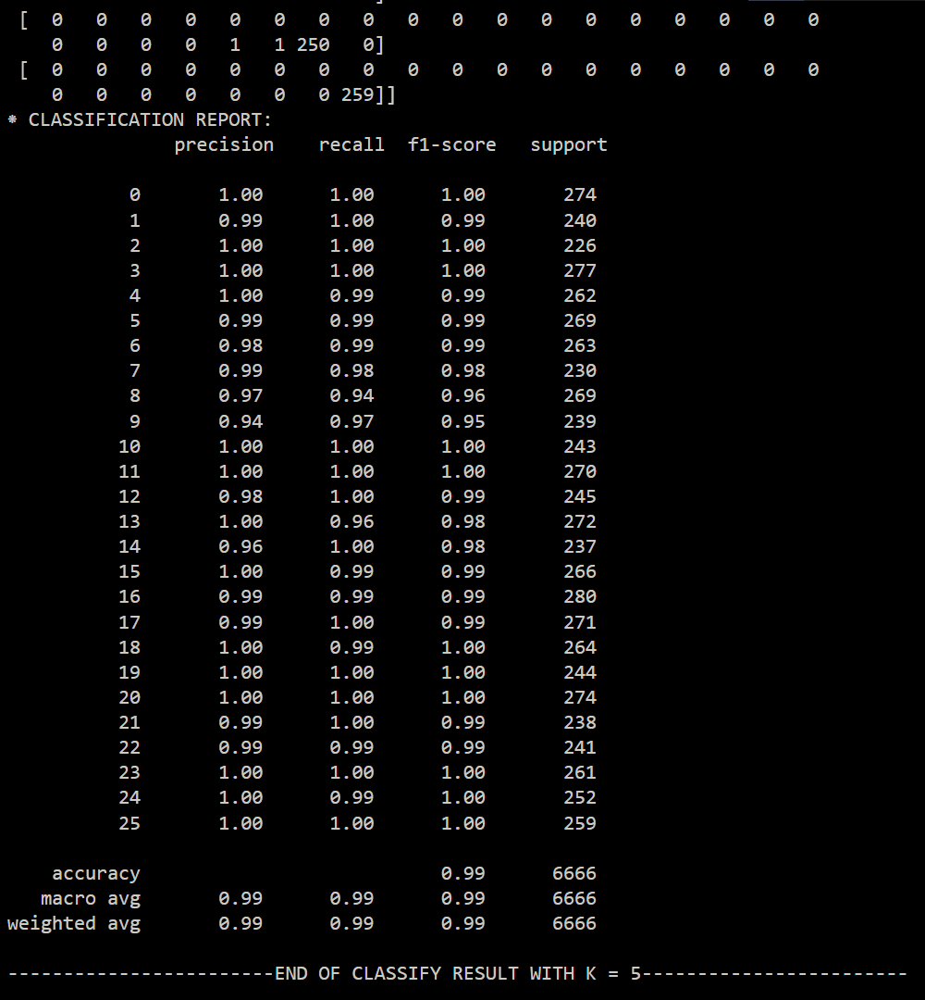 ]
[  0   0   0   0   0   0   0   0   0   0   0   0   0   0   0   0   0   0
   0   0   0   0   1   1 250   0]
[  0   0   0   0   0   0   0   0   0   0   0   0   0   0   0   0   0   0
   0   0   0   0   0   0   0 259]]
* CLASSIFICATION REPORT:
precision    recall  f1-score   support
0       1.00      1.00      1.00       274
1       0.99      1.00      0.99       240
2       1.00      1.00      1.00       226
3       1.00      1.00      1.00       277
4       1.00      0.99      0.99       262
5       0.99      0.99      0.99       269
6       0.98      0.99      0.99       263
7       0.99      0.98      0.98       230
8       0.97      0.94      0.96       269
9       0.94      0.97      0.95       239
10       1.00      1.00      1.00       243
11       1.00      1.00      1.00       270
12       0.98      1.00      0.99       245
13       1.00      0.96      0.98       272
14       0.96      1.00      0.98       237
15       1.00      0.99      0.99       266
16       0.99      0.99      0.99       280
17       0.99      1.00      0.99       271
18       1.00      0.99      1.00       264
19       1.00      1.00      1.00       244
20       1.00      1.00      1.00       274
21       0.99      1.00      0.99       238
22       0.99      0.99      0.99       241
23       1.00      1.00      1.00       261
24       1.00      0.99      1.00       252
25       1.00      1.00      1.00       259
accuracy                           0.99      6666
macro avg       0.99      0.99      0.99      6666
weighted avg       0.99      0.99      0.99      6666
------------------------END OF CLASSIFY RESULT WITH K = 5------------------------